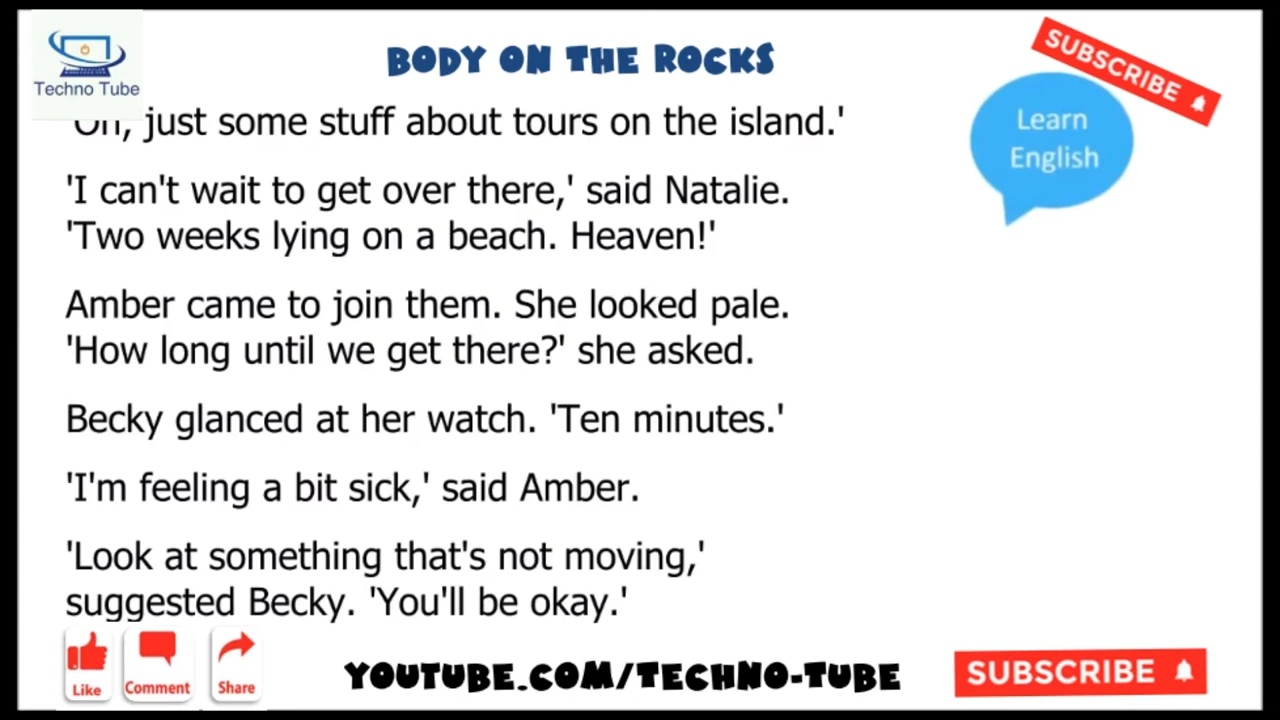 Techno Tube
BODY ON THE ROCKS
SUBSCRIBE
Learn
English
'Oh, just some stuff about tours on the island.'
'I can't wait to get over there,' said Natalie.
'Two weeks lying on a beach. Heaven!'
Amber came to join them. She looked pale.
'How long until we get there?' she asked.
Becky glanced at her watch. 'Ten minutes.'
'I'm feeling a bit sick,' said Amber.
'Look at something that's not moving,'
suggested Becky. 'You'll be okay.'
Like
Comment
Share
YOUTUBE.COM/TECHNO-TUBE
SUBSCRIBE